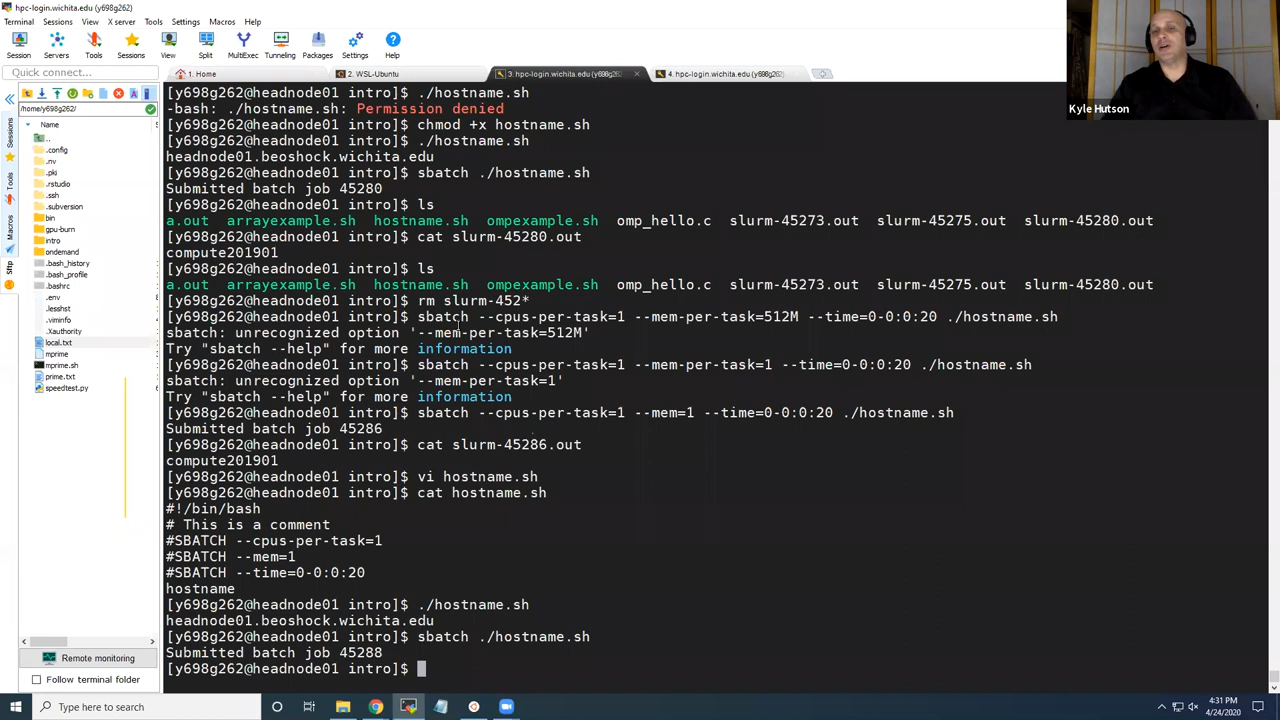 hpc-login.wichita.edu (y698g262)
Terminal Sessions View X server Tools Settings Macros Help
Session Servers Tools Sessions View Split MultiExec Tunneling Packages Settings Help
Quick connect...
1. Home
2. WSL-Ubuntu
3. hpc-login.wichita.edu (y698g262)
4. hpc-login.wichita.edu (y698g262)
Kyle Hutson
Sessions
Tools
Macros
Sftp
/home/y698g262/
Name
..
.config
.nv
.pki
.rstudio
.ssh
.subversion
bin
gpu-burn
intro
ondemand
.bash_history
.bash_profile
.bashrc
.env
.lesshst
.viminfo
.Xauthority
local.txt
mprime
mprime.sh
prime.txt
speedtest.py
Remote monitoring
Follow terminal folder
[y698g262@headnode01 intro]$ ./hostname.sh
-bash: ./hostname.sh: Permission denied
[y698g262@headnode01 intro]$ chmod +x hostname.sh
[y698g262@headnode01 intro]$ ./hostname.sh
headnode01.beoshock.wichita.edu
[y698g262@headnode01 intro]$ sbatch ./hostname.sh
Submitted batch job 45280
[y698g262@headnode01 intro]$ ls
a.out arrayexample.sh hostname.sh ompexample.sh omp_hello.c slurm-45273.out slurm-45275.out slurm-45280.out
[y698g262@headnode01 intro]$ cat slurm-45280.out
compute201901
[y698g262@headnode01 intro]$ ls
a.out arrayexample.sh hostname.sh ompexample.sh omp_hello.c slurm-45273.out slurm-45275.out slurm-45280.out
[y698g262@headnode01 intro]$ rm slurm-452*
[y698g262@headnode01 intro]$ sbatch --cpus-per-task=1 --mem-per-task=512M --time=0-0:0:20 ./hostname.sh
sbatch: unrecognized option '--mem-per-task=512M'
Try "sbatch --help" for more information
[y698g262@headnode01 intro]$ sbatch --cpus-per-task=1 --mem-per-task=1 --time=0-0:0:20 ./hostname.sh
sbatch: unrecognized option '--mem-per-task=1'
Try "sbatch --help" for more information
[y698g262@headnode01 intro]$ sbatch --cpus-per-task=1 --mem=1 --time=0-0:0:20 ./hostname.sh
Submitted batch job 45286
[y698g262@headnode01 intro]$ cat slurm-45286.out
compute201901
[y698g262@headnode01 intro]$ vi hostname.sh
[y698g262@headnode01 intro]$ cat hostname.sh
#!/bin/bash
# This is a comment
#SBATCH --cpus-per-task=1
#SBATCH --mem=1
#SBATCH --time=0-0:0:20
hostname
[y698g262@headnode01 intro]$ ./hostname.sh
headnode01.beoshock.wichita.edu
[y698g262@headnode01 intro]$ sbatch ./hostname.sh
Submitted batch job 45288
[y698g262@headnode01 intro]$
Type here to search
4:31 PM
4/24/2020